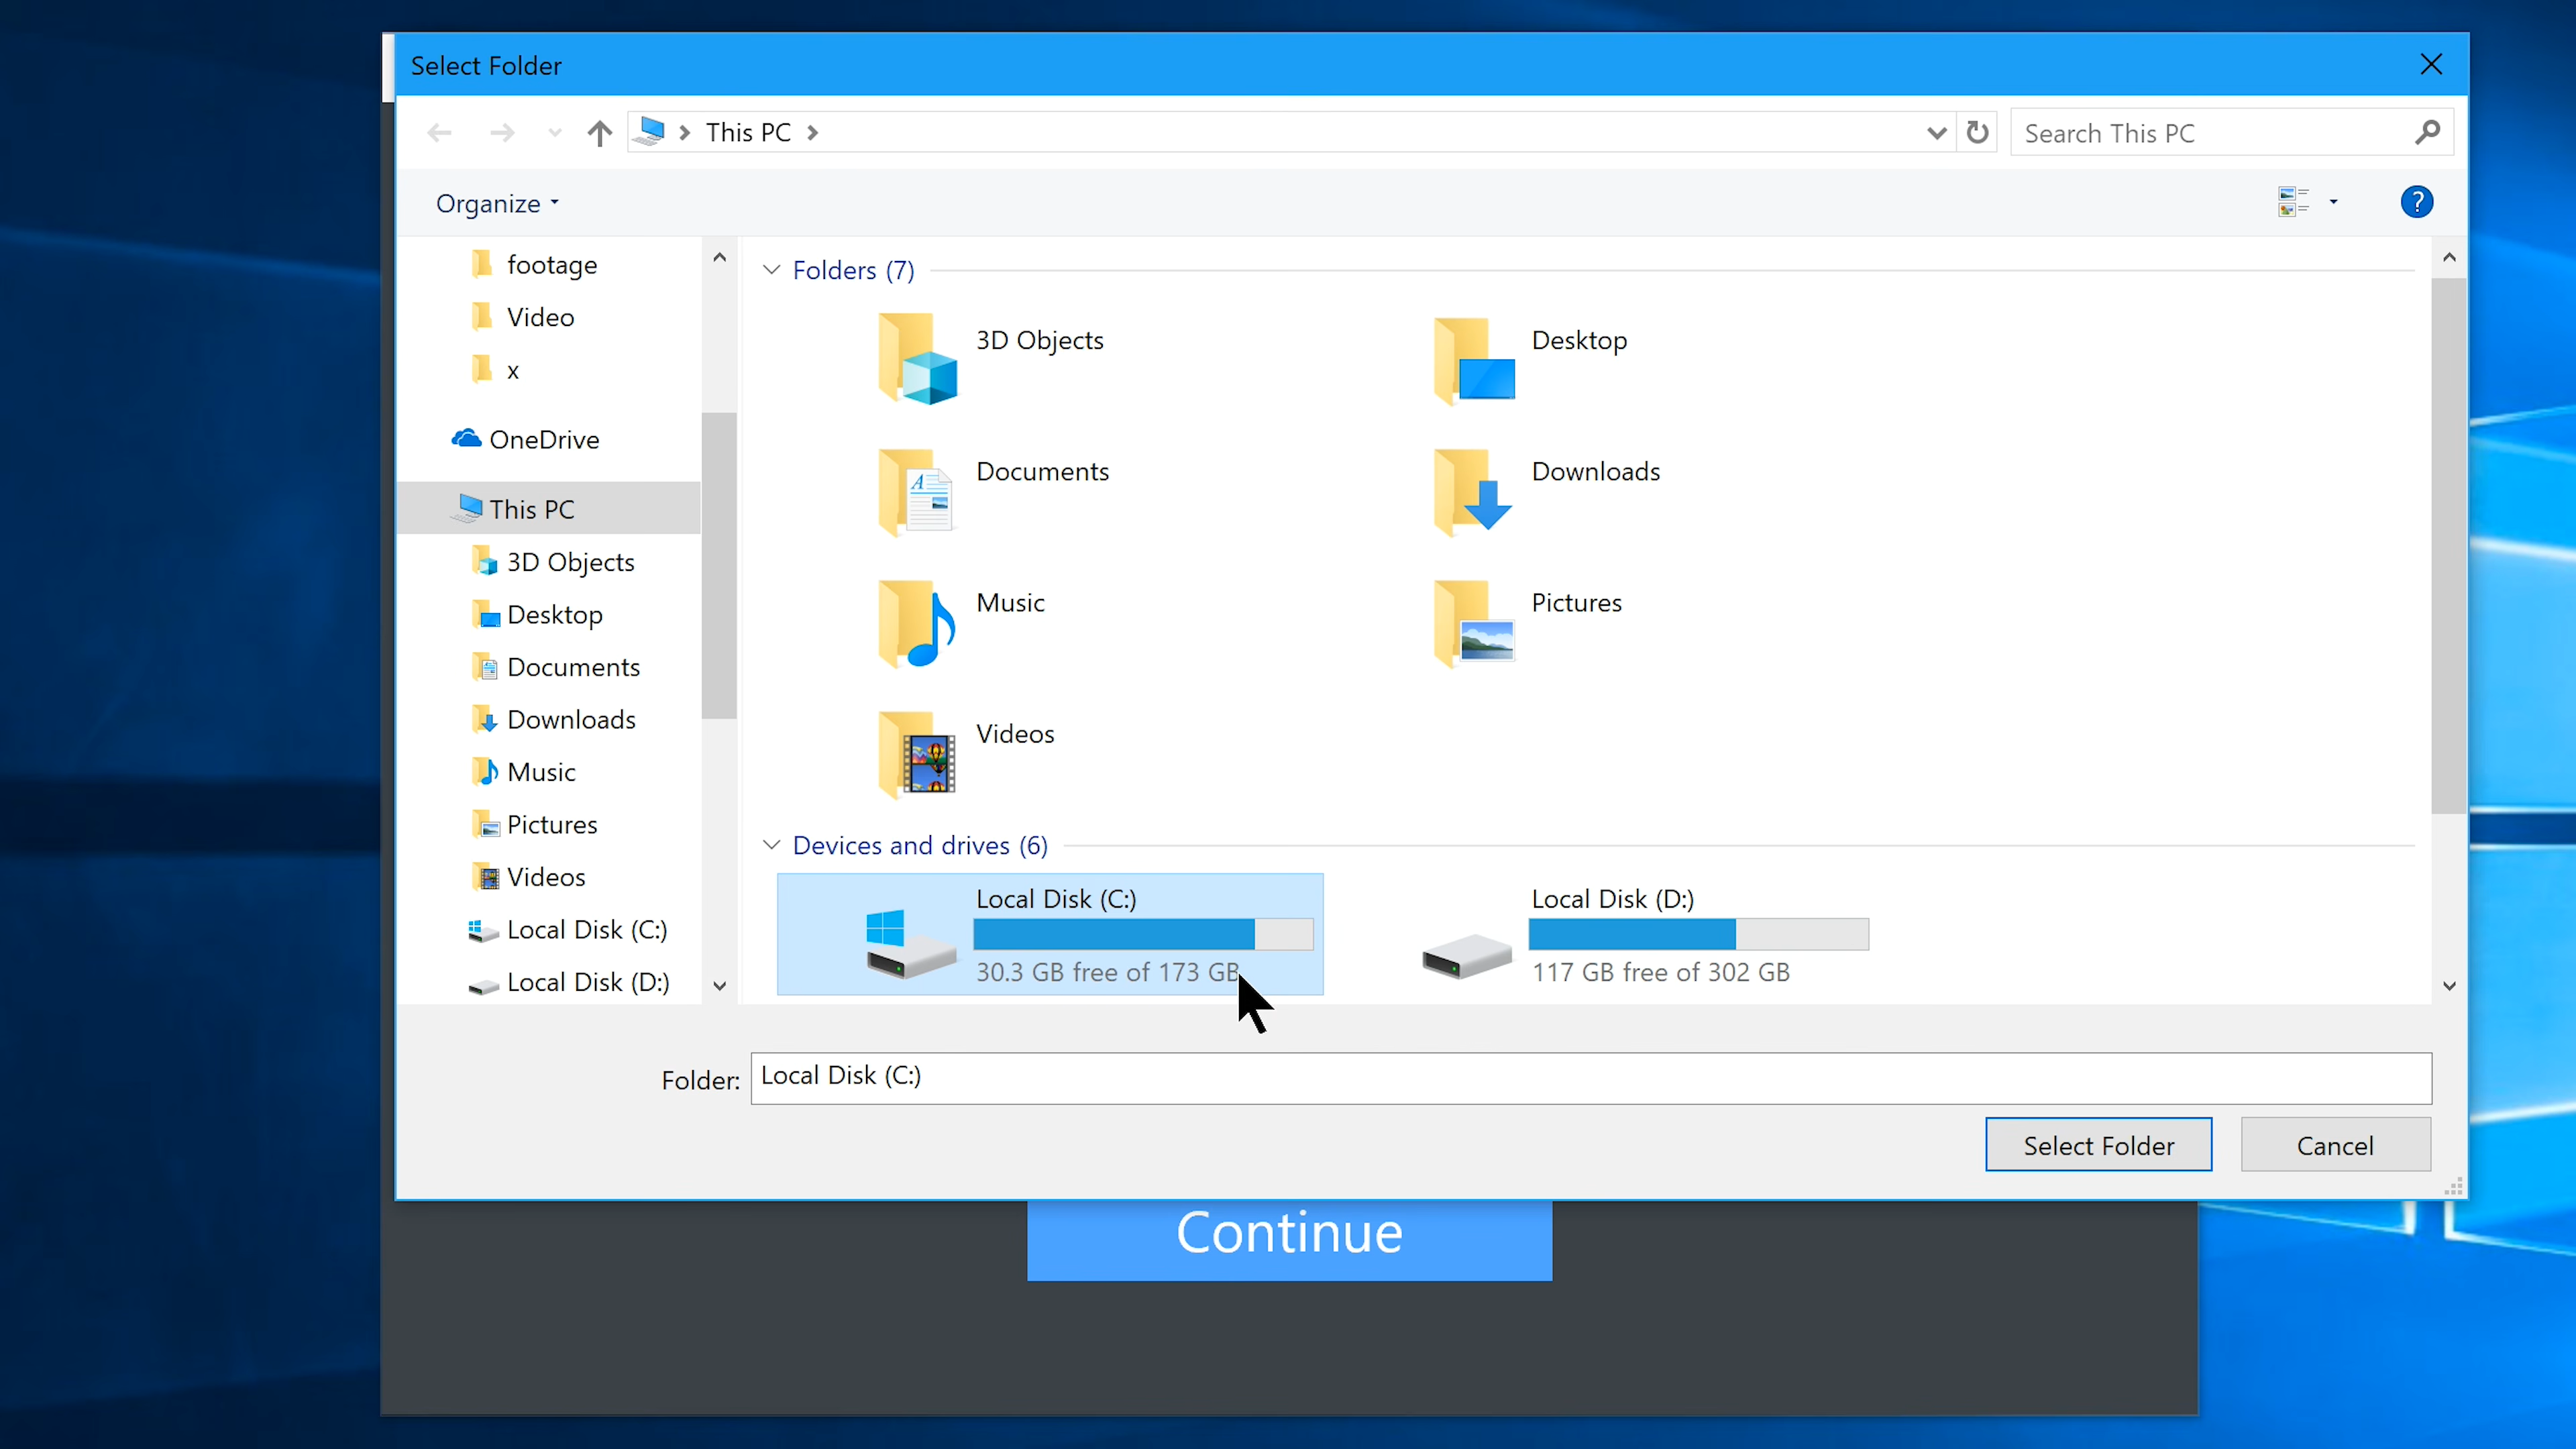 Select Folder
This PC
Search This PC
Organize
?
footage
Video
x
OneDrive
This PC
3D Objects
Desktop
Documents
Downloads
Music
Pictures
Videos
Local Disk (C:)
Local Disk (D:)
Folders (7)
3D Objects
Desktop
Documents
Downloads
Music
Pictures
Videos
Devices and drives (6)
Local Disk (C:)
30.3 GB free of 173 GB
Local Disk (D:)
117 GB free of 302 GB
Folder: Local Disk (C:)
Select Folder
Cancel
Continue